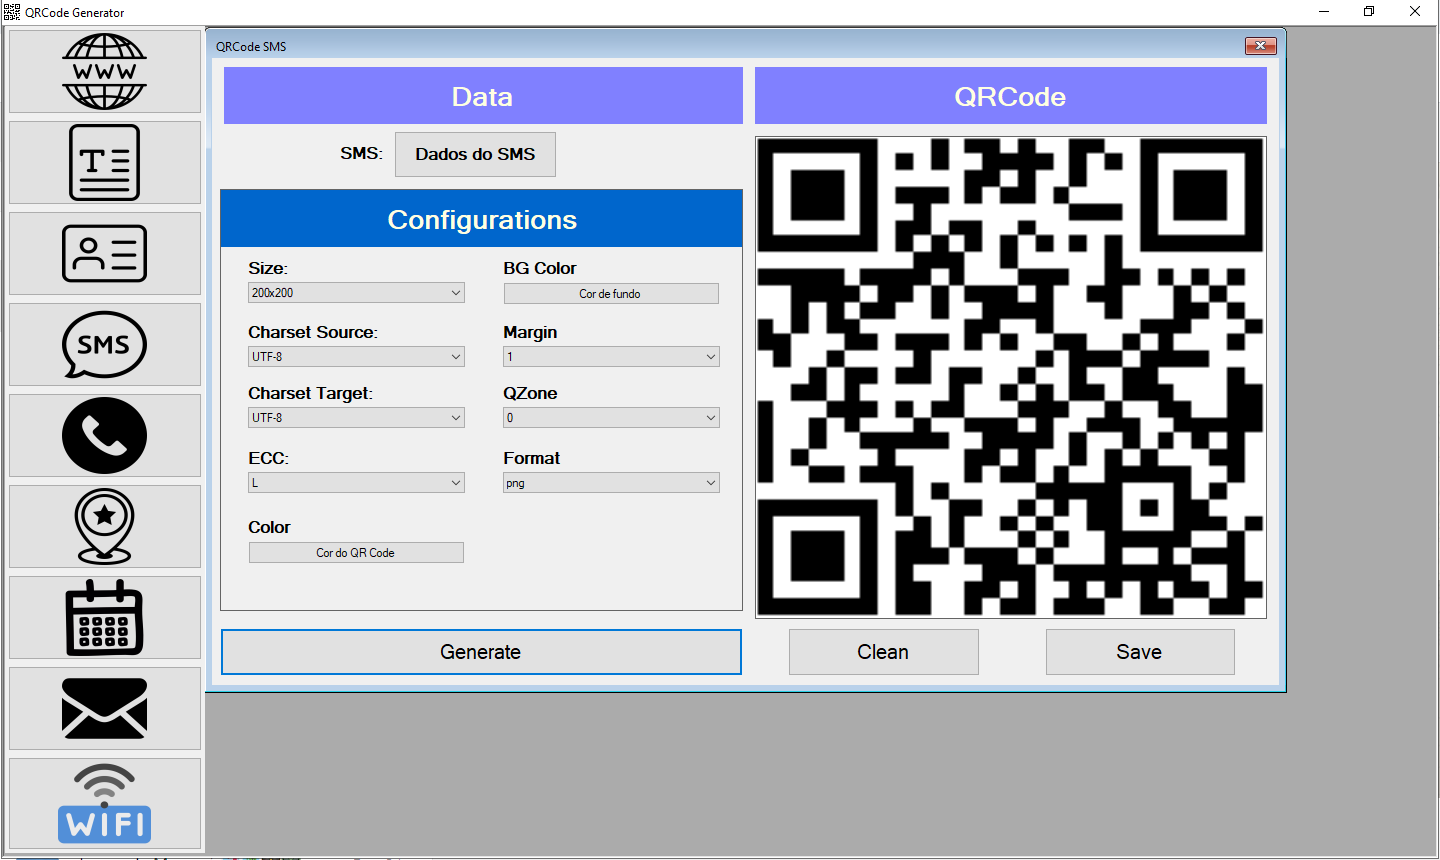 QRCode Generator
WWW
T
SMS
WIFI
QRCode SMS
Data
QRCode
SMS:
Dados do SMS
Configurations
Size:
BG Color
200x200
Cor de fundo
Charset Source:
Margin
UTF-8
1
Charset Target:
QZone
UTF-8
0
ECC:
Format
L
png
Color
Cor do QR Code
Generate
Clean
Save